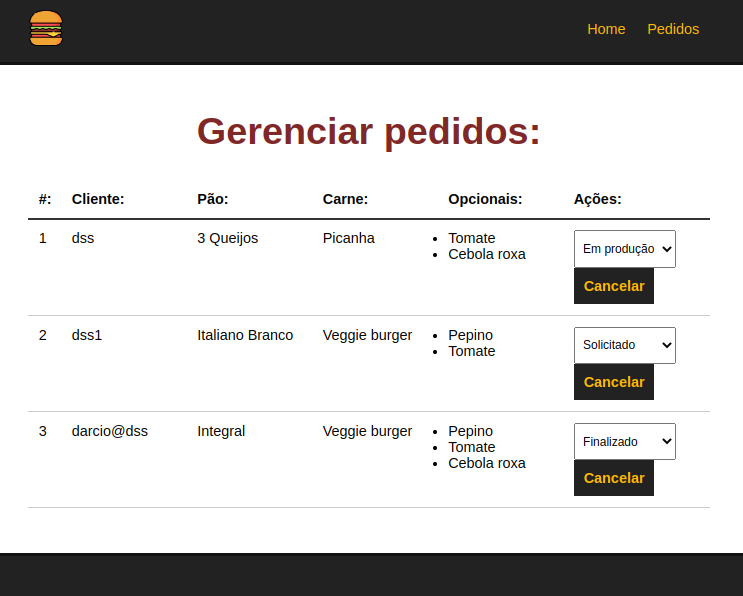 Home Pedidos
Gerenciar pedidos:
#: Cliente: Pão: Carne: Opcionais: Ações:
1 dss 3 Queijos Picanha Tomate Em produção
Cebola roxa
Cancelar
2 dss1 Italiano Branco Veggie burger Pepino Solicitado
Tomate
Cancelar
3 darcio@dss Integral Veggie burger Pepino Finalizado
Tomate
Cebola roxa
Cancelar